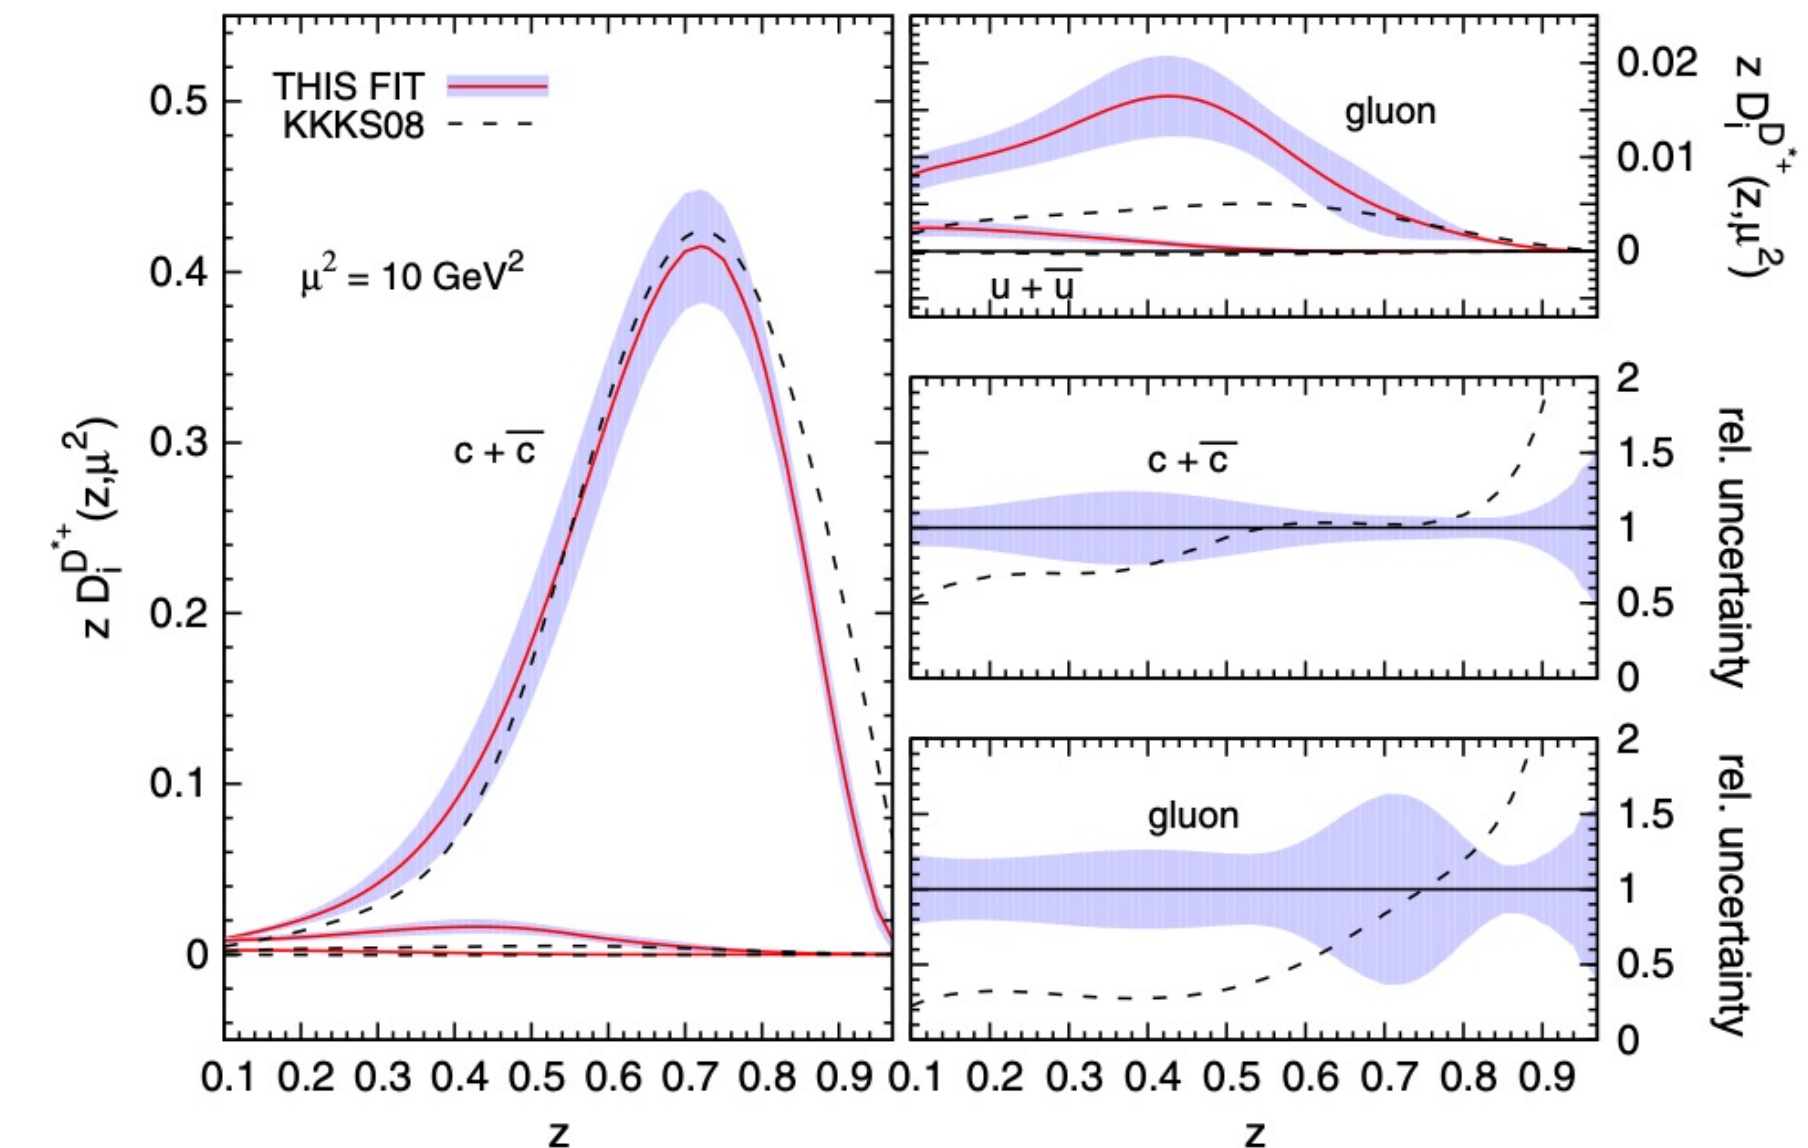 THIS FIT
KKKS08
μ² = 10 GeV²
c + c̅
z D_i^{D*+} (z,μ²)
0.5
0.4
0.3
0.2
0.1
0
0.1 0.2 0.3 0.4 0.5 0.6 0.7 0.8 0.9
z
gluon
u + u̅
0.02
0.01
0
z D_i^{D*+} (z,μ²)
c + c̅
2
1.5
1
0.5
0
rel. uncertainty
gluon
2
1.5
1
0.5
0
rel. uncertainty
0.1 0.2 0.3 0.4 0.5 0.6 0.7 0.8 0.9
z